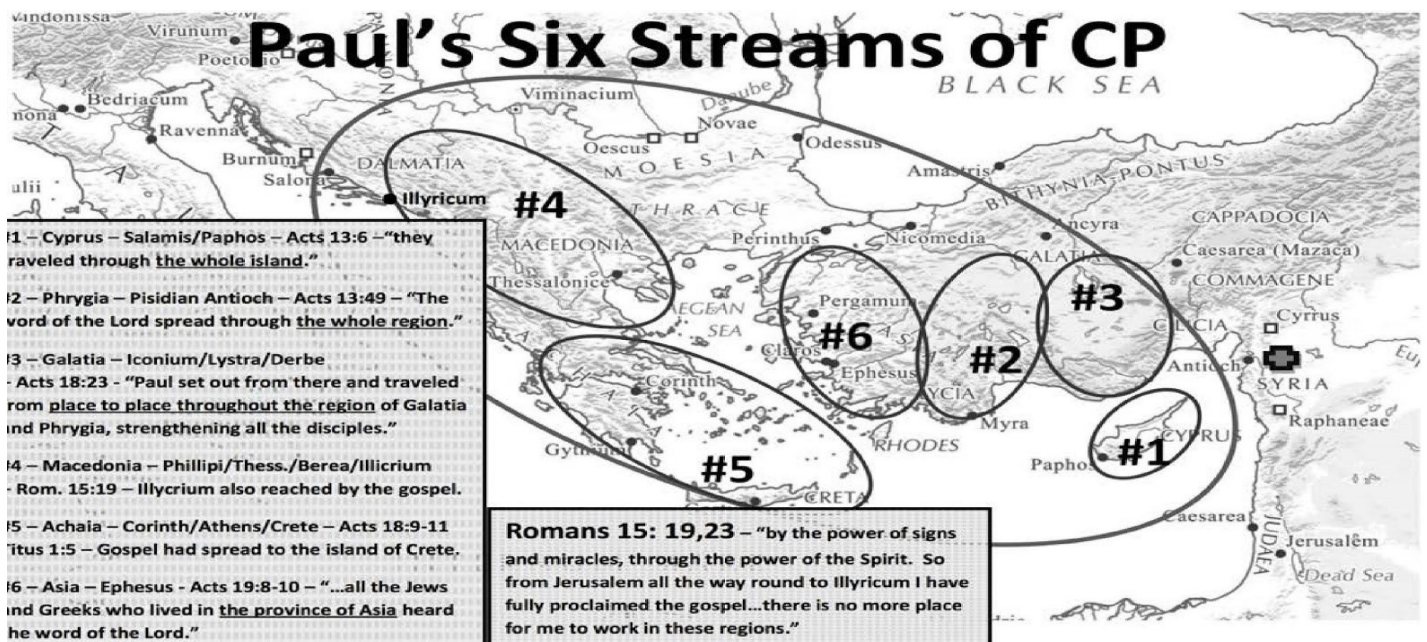 Paul's Six Streams of CP
Vindonissa
Virunum
Poetovio
BLACK SEA
Viminacium
Danube
Bedriacum
Ravenna
Novae
Oescus
MOESIA
Odessus
Burnum
DALMATIA
Salona
Amastris
BITHYNIA-PONTUS
Illyricum
#4
THRACE
Ancyra
CAPPADOCIA
Perinthus
Nicomedia
MACEDONIA
GALATIA
Caesarea (Mazaca)
COMMAGENE
Thessalonice
#3
Pergamum
AEGEAN
SEA
CILICIA
Cyrrus
#6
Claros
#2
Ephesus
Antioch
SYRIA
Corinth
YCIA
Raphaneae
Myra
RHODES
CYPRUS
Gythium
#5
Paphos
#1
CRETA
Caesarea
JUDAEA
Jerusalem
Dead Sea
#1 – Cyprus – Salamis/Paphos – Acts 13:6 –"they
raveled through the whole island."
#2 – Phrygia – Pisidian Antioch – Acts 13:49 – "The
word of the Lord spread through the whole region."
#3 – Galatia – Iconium/Lystra/Derbe
- Acts 18:23 - "Paul set out from there and traveled
from place to place throughout the region of Galatia
and Phrygia, strengthening all the disciples."
#4 – Macedonia – Phillipi/Thess./Berea/Illicrium
- Rom. 15:19 – Illycrium also reached by the gospel.
#5 – Achaia – Corinth/Athens/Crete – Acts 18:9-11
Titus 1:5 – Gospel had spread to the island of Crete.
#6 – Asia – Ephesus - Acts 19:8-10 – "...all the Jews
and Greeks who lived in the province of Asia heard
the word of the Lord."
Romans 15: 19,23 – "by the power of signs
and miracles, through the power of the Spirit. So
from Jerusalem all the way round to Illyricum I have
fully proclaimed the gospel...there is no more place
for me to work in these regions."